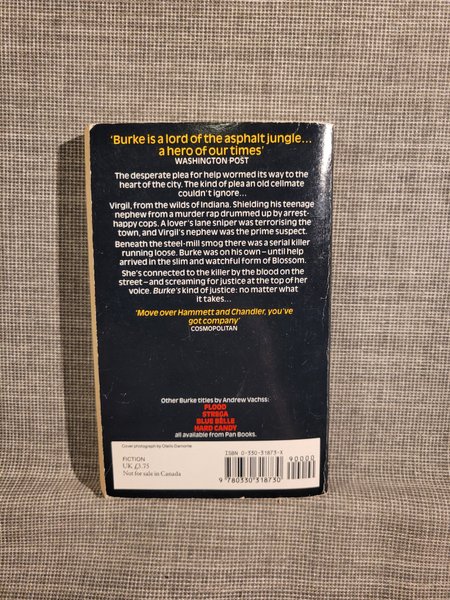 'Burke is a lord of the asphalt jungle...
a hero of our times'
WASHINGTON POST
The desperate plea for help wormed its way to the
heart of the city. The kind of plea an old cellmate
couldn't ignore...
Virgil, from the wilds of Indiana. Shielding his teenage
nephew from a murder rap drummed up by arrest-
happy cops. A lover's lane sniper was terrorising the
town, and Virgil's nephew was the prime suspect.
Beneath the steel-mill smog there was a serial killer
running loose. Burke was on his own – until help
arrived in the slim and watchful form of Blossom.
She's connected to the killer by the blood on the
street – and screaming for justice at the top of her
voice. Burke's kind of justice: no matter what
it takes...
'Move over Hammett and Chandler, you've
got company'
COSMOPOLITAN
Other Burke titles by Andrew Vachss:
FLOOD
STREGA
BLUE BELLE
HARD CANDY
all available from Pan Books.
Cover photograph by Otello Damonte
FICTION
UK £3.75
Not for sale in Canada
ISBN 0-330-31873-X
90000
9 780330 318730